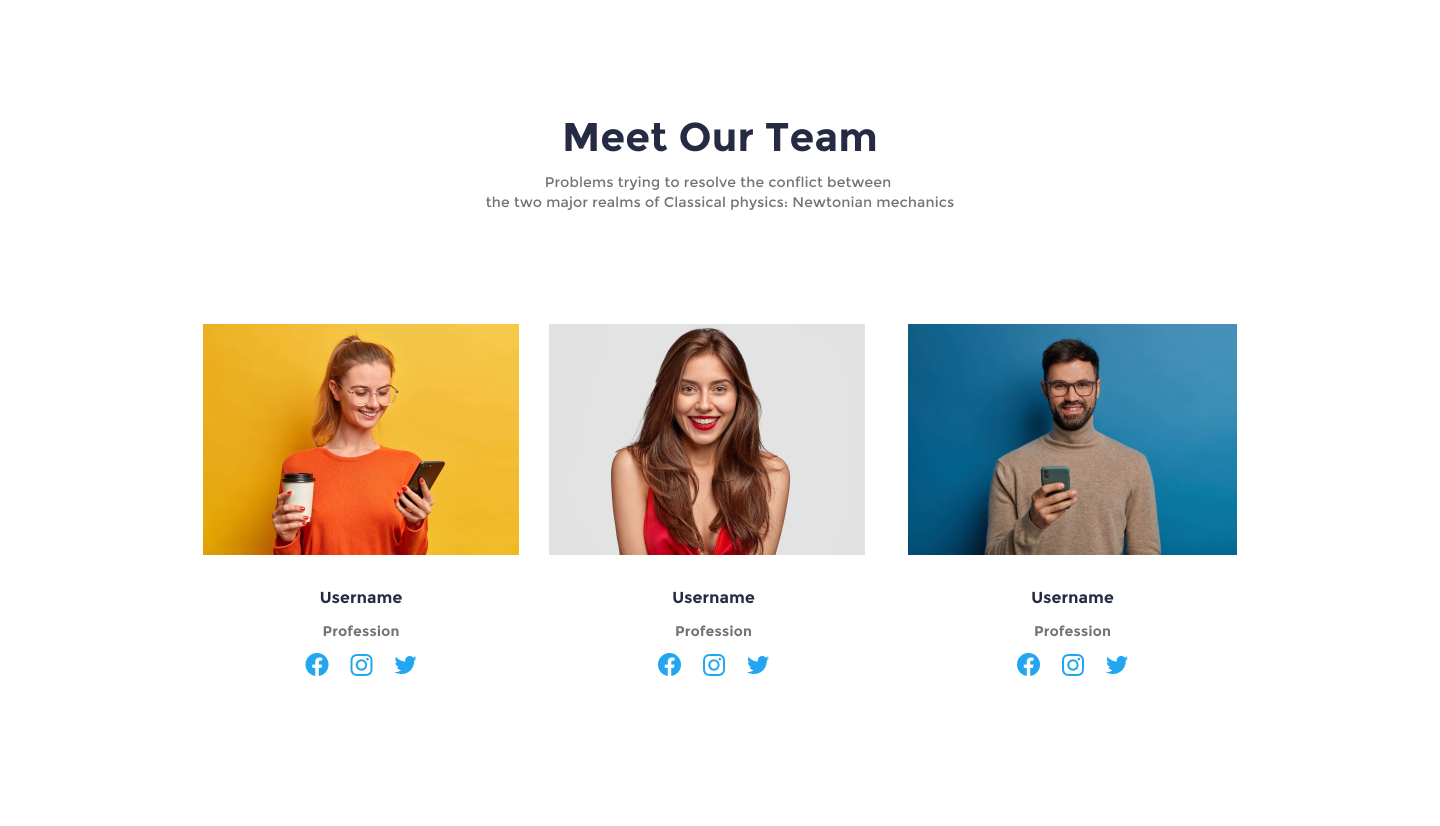 Meet Our Team
Problems trying to resolve the conflict between
the two major realms of Classical physics: Newtonian mechanics
Username
Profession
Username
Profession
Username
Profession